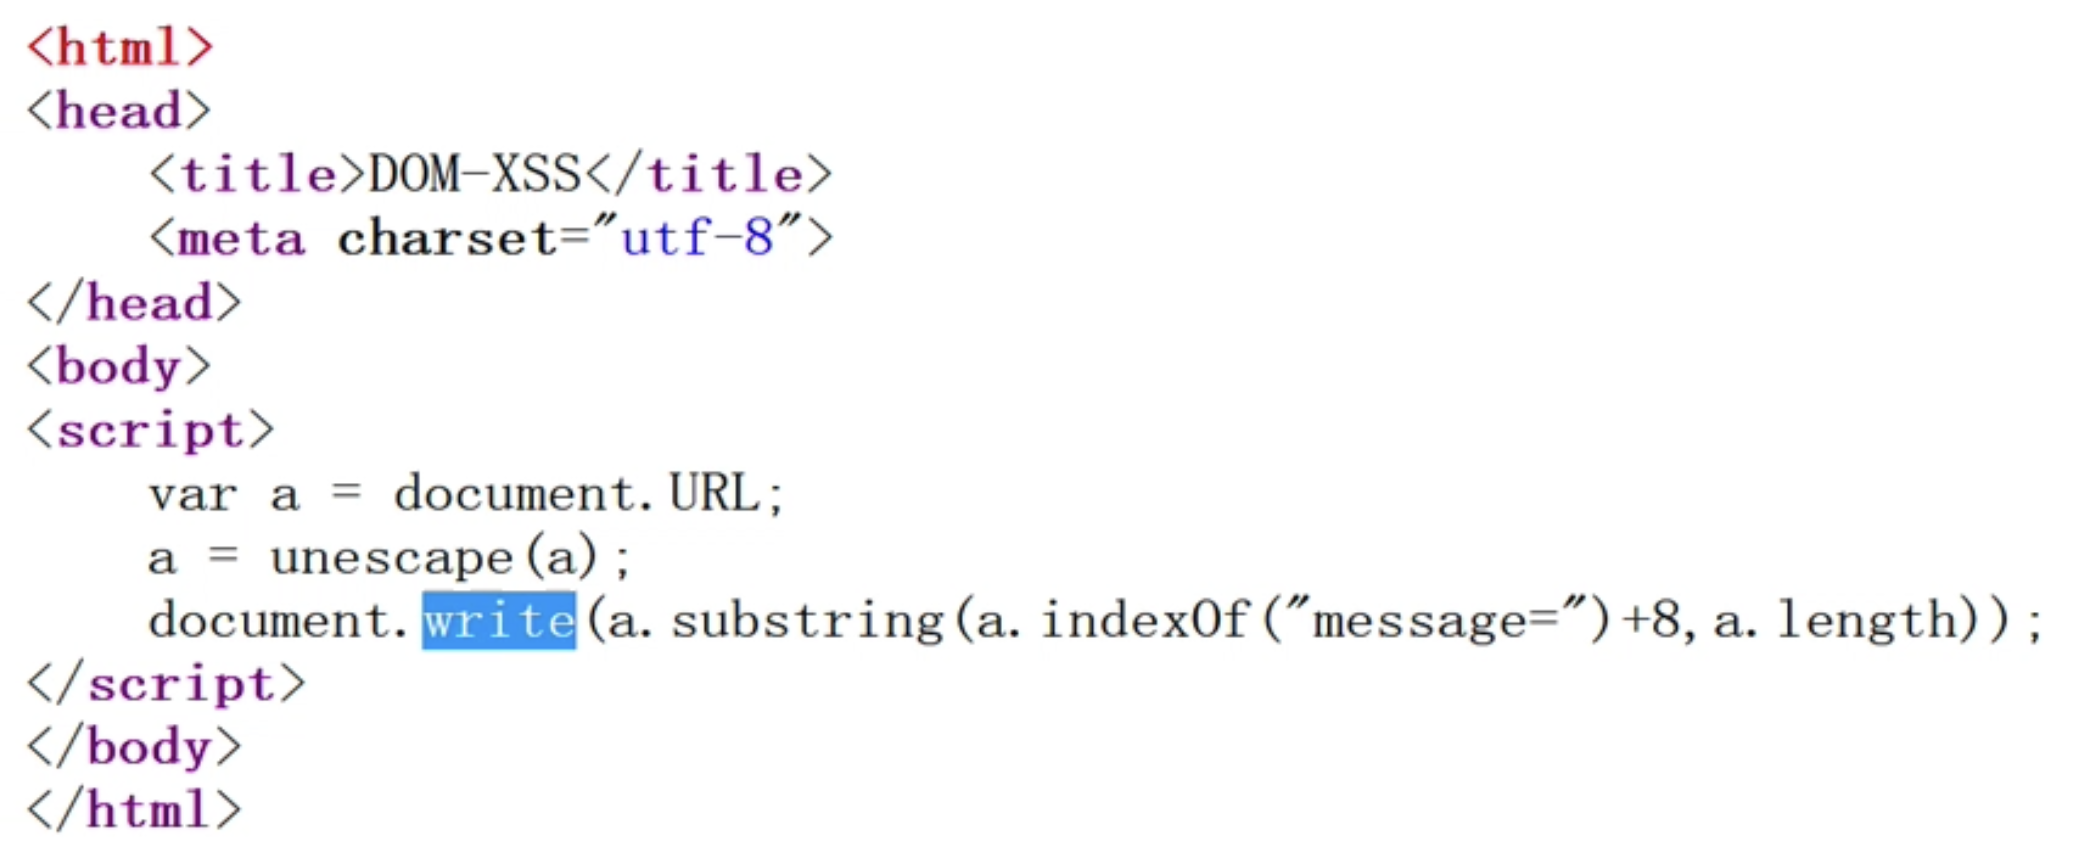 <html>
<head>
    <title>DOM-XSS</title>
    <meta charset="utf-8">
</head>
<body>
<script>
    var a = document.URL;
    a = unescape(a);
    document.write(a.substring(a.indexOf("message=")+8,a.length));
</script>
</body>
</html>